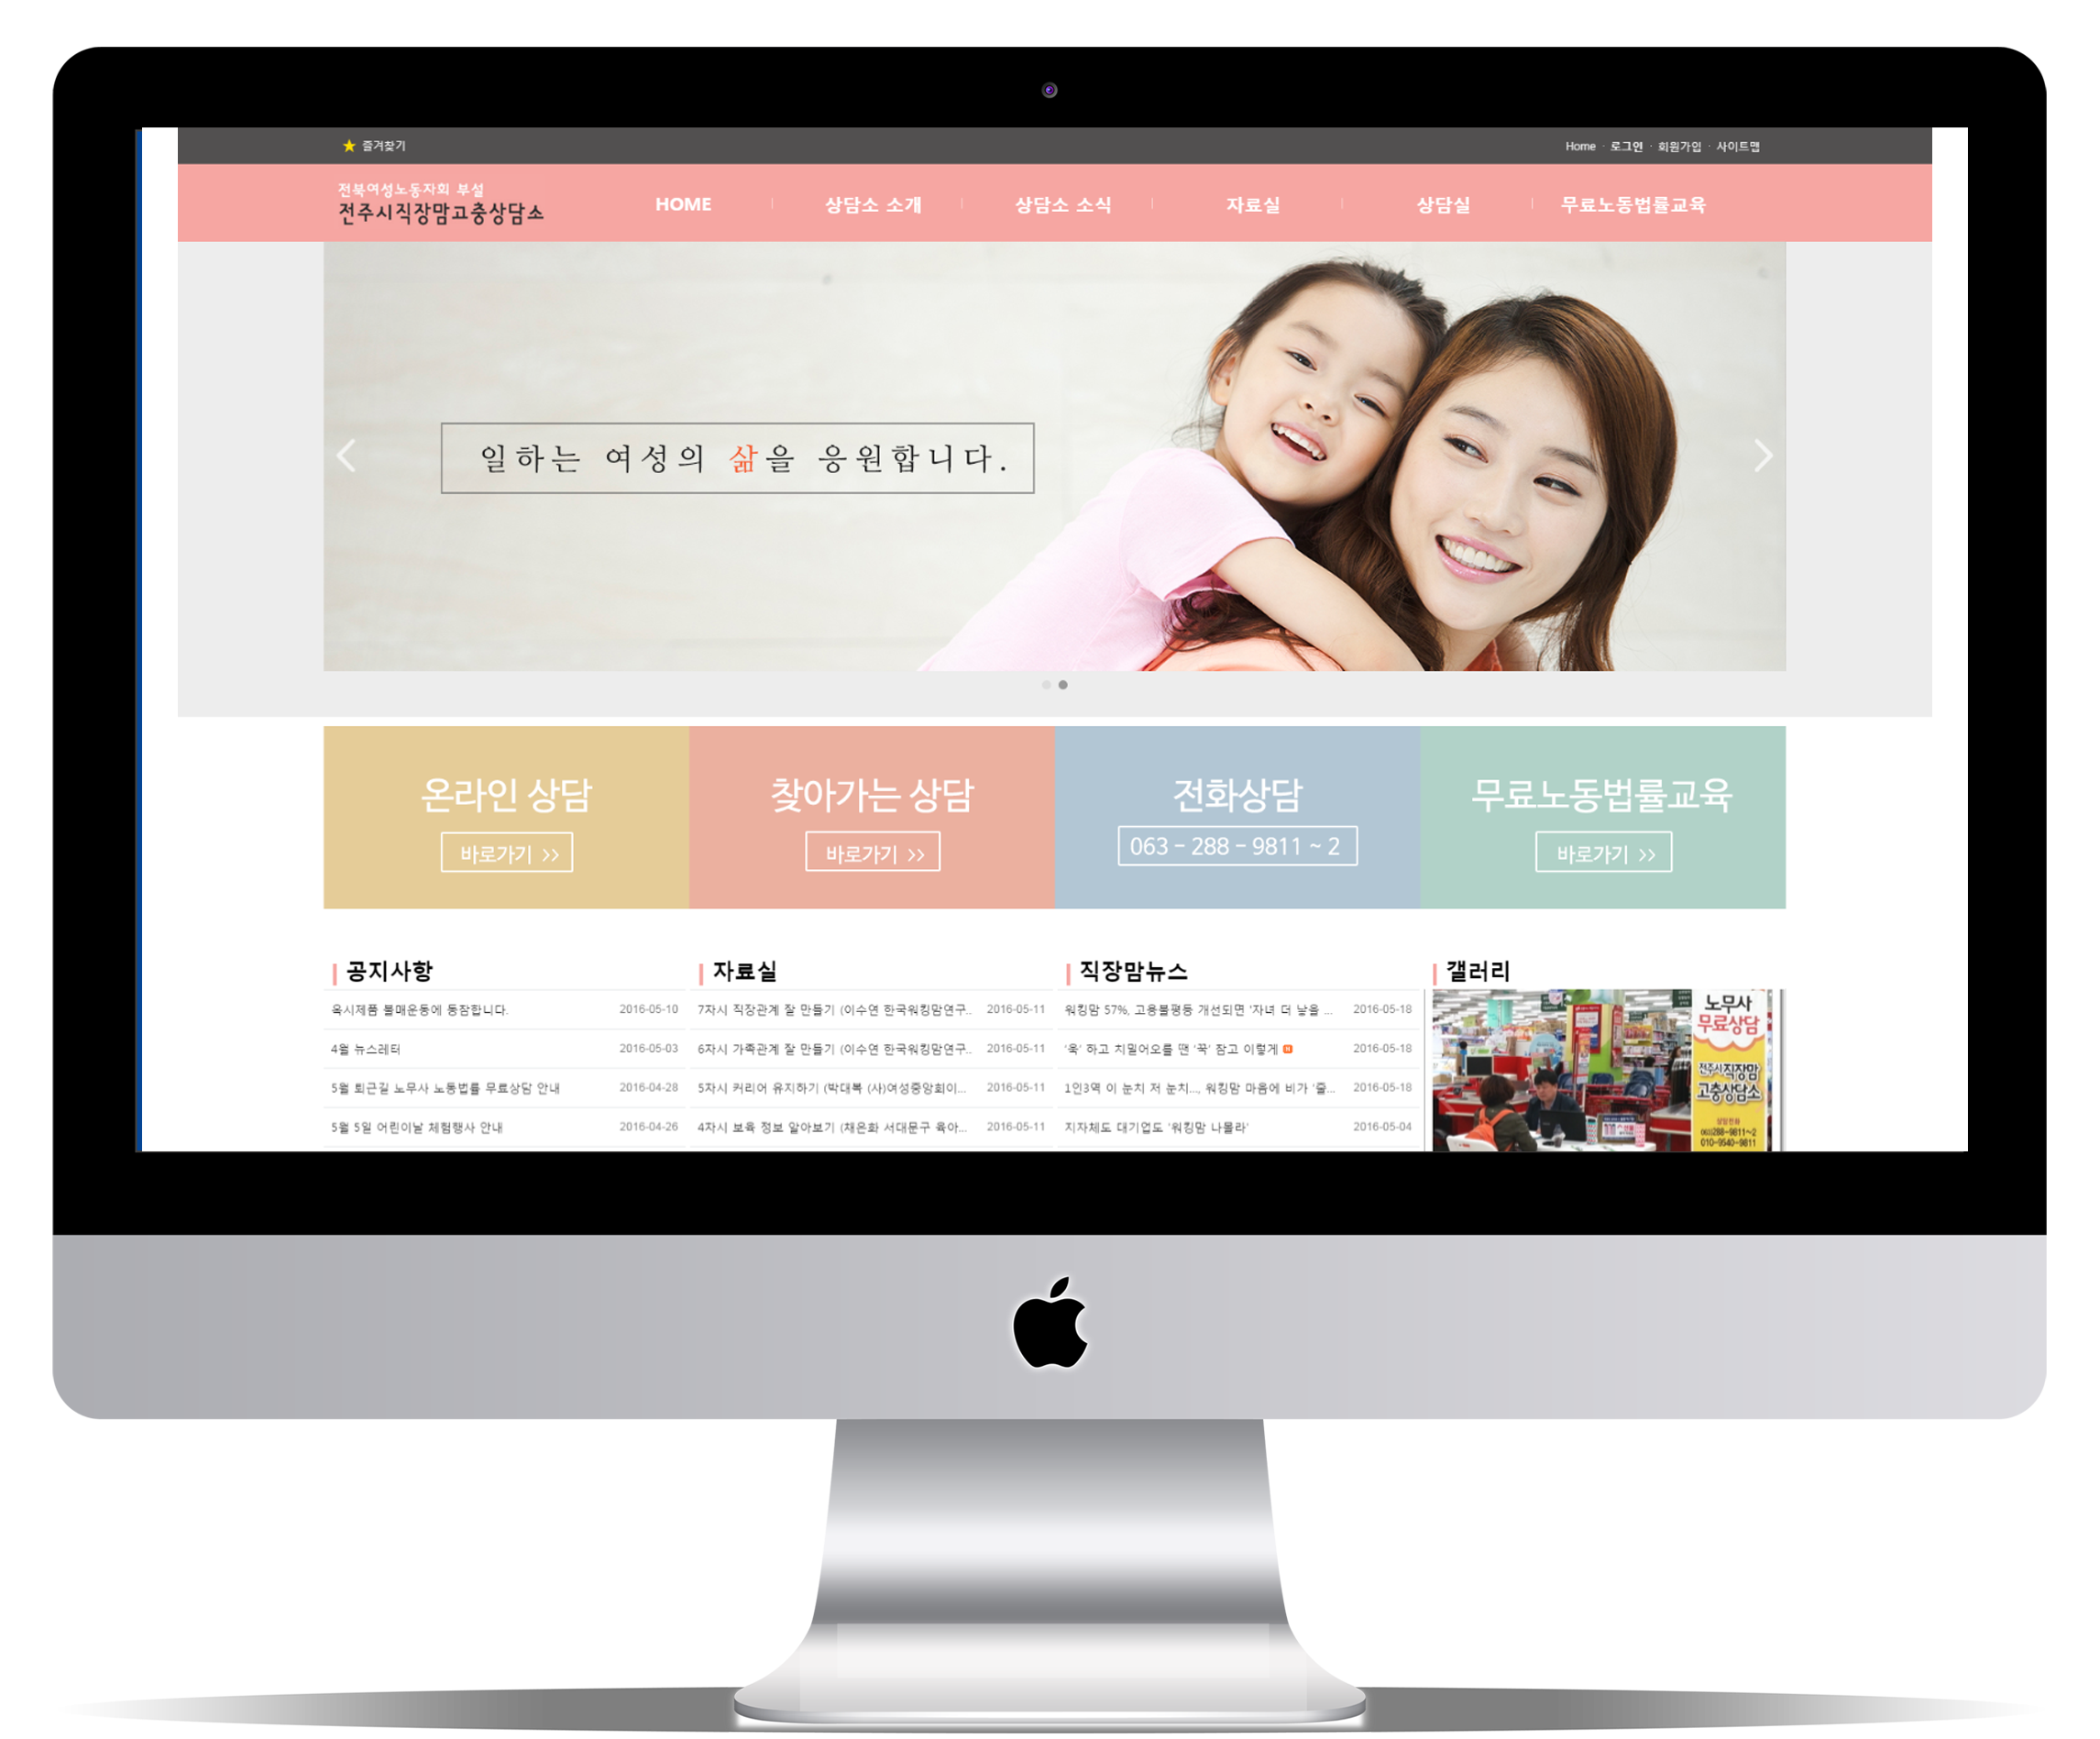 ★ 즐겨찾기
Home · 로그인 · 회원가입 · 사이트맵
전북여성노동자회 부설
전주시직장맘고충상담소
HOME
상담소 소개
상담소 소식
자료실
상담실
무료노동법률교육
일하는 여성의 삶을 응원합니다.
온라인 상담
바로가기 >>
찾아가는 상담
바로가기 >>
전화상담
063 - 288 - 9811 ~ 2
무료노동법률교육
바로가기 >>
공지사항
옥시제품 불매운동에 동참합니다. 2016-05-10
4월 뉴스레터 2016-05-03
5월 퇴근길 노무사 노동법률 무료상담 안내 2016-04-28
5월 5일 어린이날 체험행사 안내 2016-04-26
자료실
7차시 직장관계 잘 만들기 (이수연 한국워킹맘연구.. 2016-05-11
6차시 가족관계 잘 만들기 (이수연 한국워킹맘연구.. 2016-05-11
5차시 커리어 유지하기 (박대복 (사)여성중앙회이... 2016-05-11
4차시 보육 정보 알아보기 (채은화 서대문구 육아... 2016-05-11
직장맘뉴스
워킹맘 57%, 고용불평등 개선되면 '자녀 더 낳을 ... 2016-05-18
'욱' 하고 치밀어오를 땐 '꾹' 참고 이렇게 2016-05-18
1인3역 이 눈치 저 눈치..., 워킹맘 마음에 비가 '줄... 2016-05-18
지자체도 대기업도 '워킹맘 나몰라' 2016-05-04
갤러리
노무사
무료상담
전주시직장맘
고충상담소
상담전화
063)288-9811~2
010-9540-9811